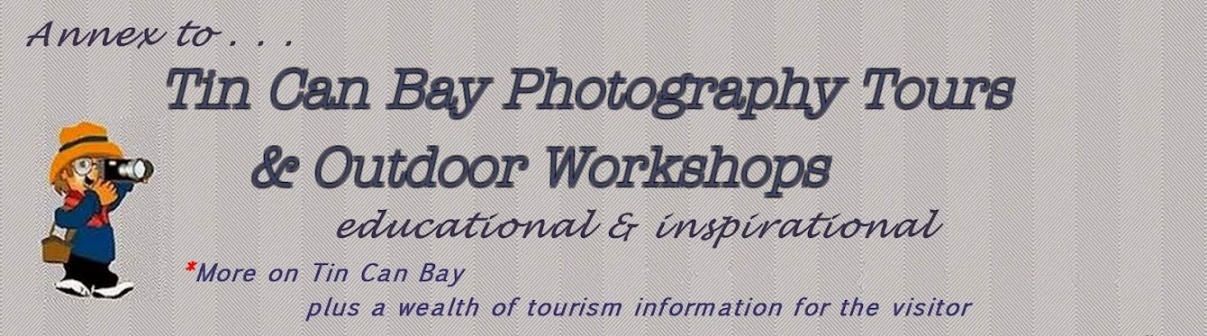 Annex to . . .
Tin Can Bay Photography Tours
& Outdoor Workshops
educational & inspirational
*More on Tin Can Bay
plus a wealth of tourism information for the visitor